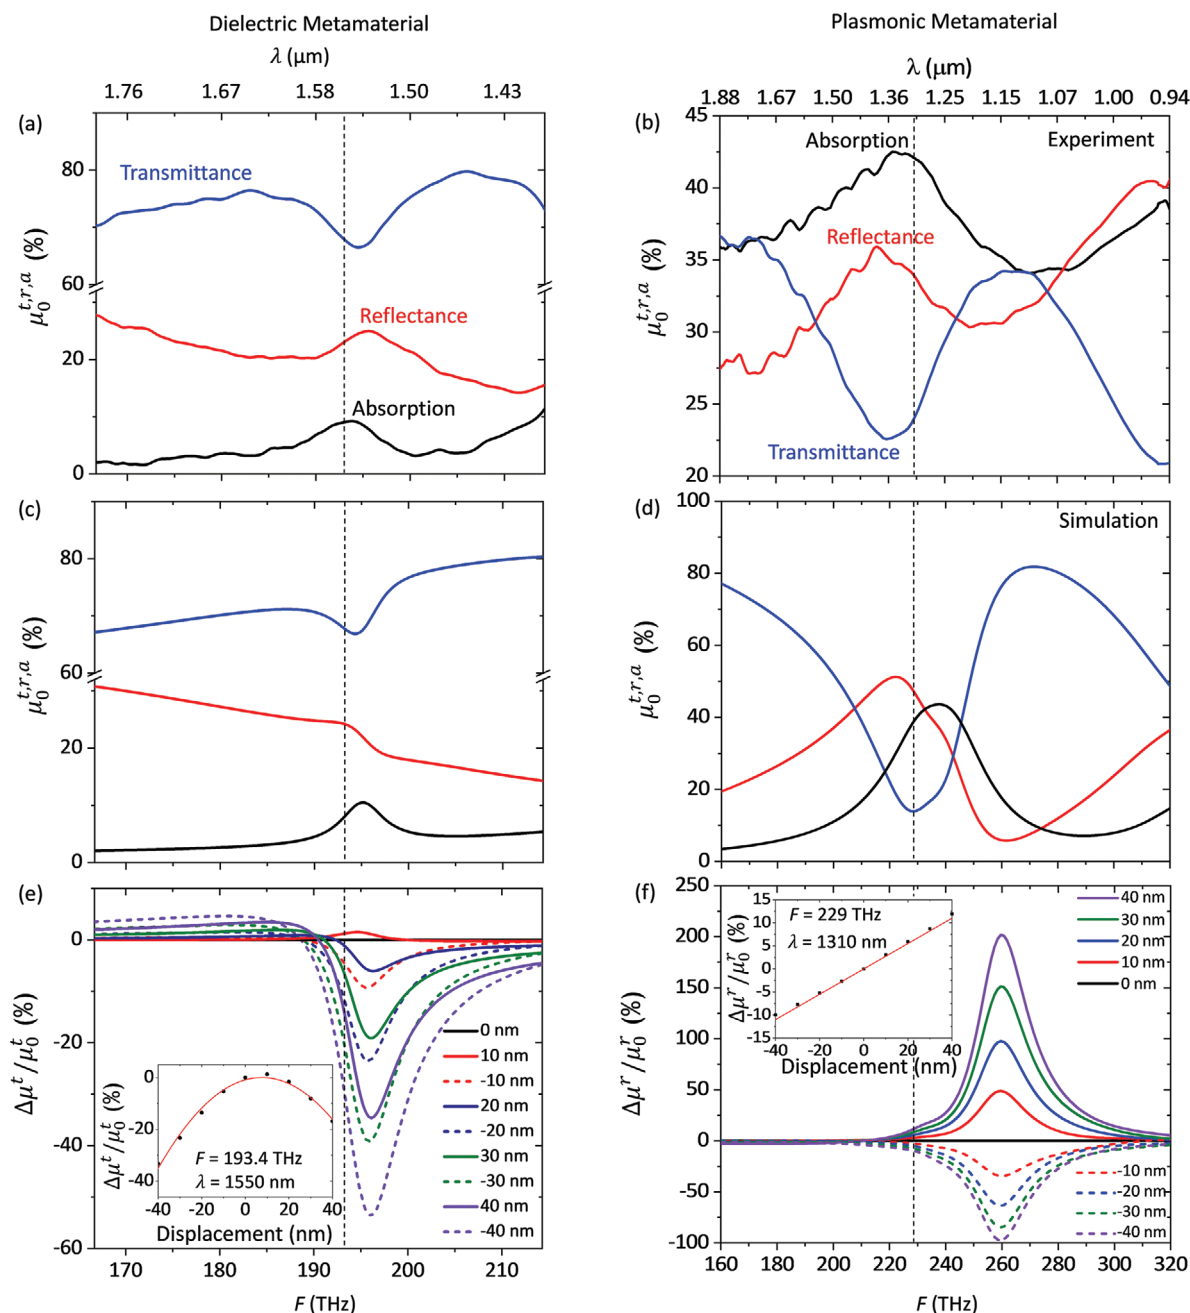 Dielectric Metamaterial
λ (µm)
1.76 1.67 1.58 1.50 1.43
(a)
80
60
20
0
μ₀ᵗ,ʳ,ᵃ (%)
Transmittance
Reflectance
Absorption
Plasmonic Metamaterial
λ (µm)
1.88 1.67 1.50 1.36 1.25 1.15 1.07 1.00 0.94
(b)
45
40
35
30
25
20
μ₀ᵗ,ʳ,ᵃ (%)
Absorption
Experiment
Reflectance
Transmittance
(c)
80
60
20
0
μ₀ᵗ,ʳ,ᵃ (%)
(d)
100
80
60
40
20
0
μ₀ᵗ,ʳ,ᵃ (%)
Simulation
(e)
10
0
-10
-20
-30
-40
-50
-60
Δμᵗ/μ₀ᵗ (%)
0 nm
10 nm
-10 nm
20 nm
-20 nm
30 nm
-30 nm
40 nm
-40 nm
0
-20
-40
Δμᵗ/μ₀ᵗ (%)
F = 193.4 THz
λ = 1550 nm
-40 -20 0 20 40
Displacement (nm)
170 180 190 200 210
F (THz)
(f)
250
200
150
100
50
0
-50
-100
Δμʳ/μ₀ʳ (%)
15
10
5
0
-5
-10
-15
Δμʳ/μ₀ʳ (%)
F = 229 THz
λ = 1310 nm
-40 -20 0 20 40
Displacement (nm)
40 nm
30 nm
20 nm
10 nm
0 nm
-10 nm
-20 nm
-30 nm
-40 nm
160 180 200 220 240 260 280 300 320
F (THz)